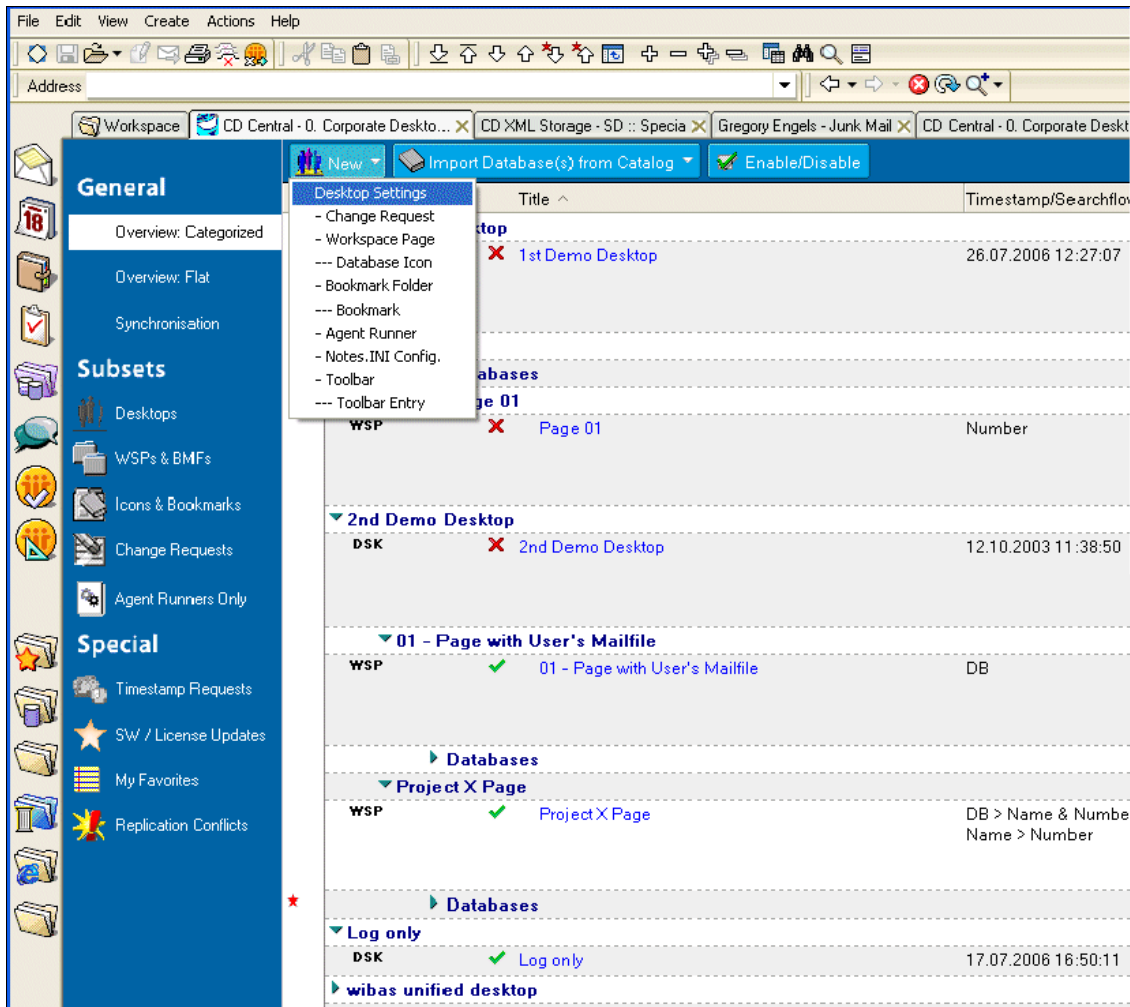 File Edit View Create Actions Help
Address
Workspace CD Central - 0. Corporate Deskto... CD XML Storage - SD :: Specia Gregory Engels - Junk Mail CD Central - 0. Corporate Deskt
New Import Database(s) from Catalog Enable/Disable
General
Overview: Categorized
Overview: Flat
Synchronisation
Subsets
Desktops
WSPs & BMFs
Icons & Bookmarks
Change Requests
Agent Runners Only
Special
Timestamp Requests
SW / License Updates
My Favorites
Replication Conflicts
18
Desktop Settings
- Change Request
- Workspace Page
--- Database Icon
- Bookmark Folder
--- Bookmark
- Agent Runner
- Notes.INI Config.
- Toolbar
--- Toolbar Entry
Title Timestamp/Searchflov
ktop
1st Demo Desktop 26.07.2006 12:27:07
abases
ge 01
WSP Page 01 Number
2nd Demo Desktop
DSK 2nd Demo Desktop 12.10.2003 11:38:50
01 - Page with User's Mailfile
WSP 01 - Page with User's Mailfile DB
Databases
Project X Page
WSP Project X Page DB > Name & Numbe
Name > Number
Databases
Log only
DSK Log only 17.07.2006 16:50:11
wibas unified desktop